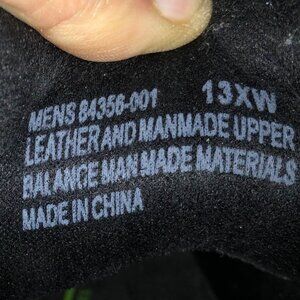 MENS 84356-001 13XW
LEATHER AND MANMADE UPPER
BALANCE MAN MADE MATERIALS
MADE IN CHINA